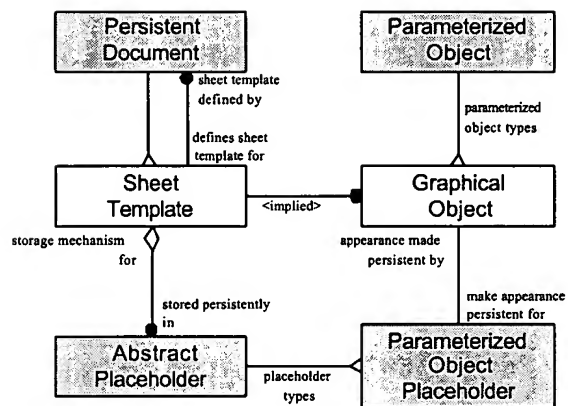 Persistent
Document
Parameterized
Object
sheet template
defined by
parameterized
object types
defines sheet
template for
Sheet
Template
<implied>
Graphical
Object
storage mechanism
for
appearance made
persistent by
stored persistently
in
make appearance
persistent for
Abstract
Placeholder
placeholder
types
Parameterized
Object
Placeholder